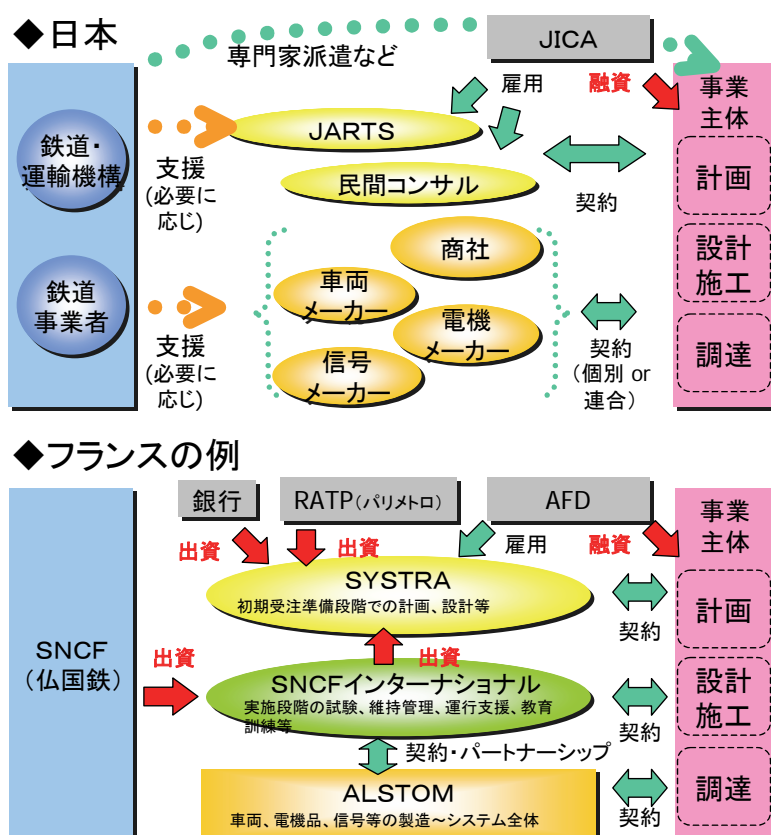 ◆日本
専門家派遣など
JICA
雇用
融資
事業
主体
鉄道・
運輸機構
支援
(必要に
応じ)
JARTS
民間コンサル
契約
計画
鉄道
事業者
支援
(必要に
応じ)
商社
車両
メーカー
電機
メーカー
信号
メーカー
契約
(個別 or
連合)
設計
施工
調達
◆フランスの例
銀行
RATP(パリメトロ)
AFD
出資
出資
雇用
融資
事業
主体
SYSTRA
初期受注準備段階での計画、設計等
契約
計画
SNCF
(仏国鉄)
出資
出資
SNCFインターナショナル
実施段階の試験、維持管理、運行支援、教育
訓練等
契約
設計
施工
契約・パートナーシップ
ALSTOM
車両、電機品、信号等の製造～システム全体
契約
調達